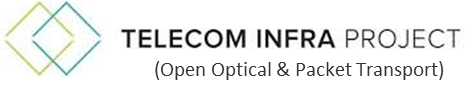 TELECOM INFRA PROJECT
(Open Optical & Packet Transport)